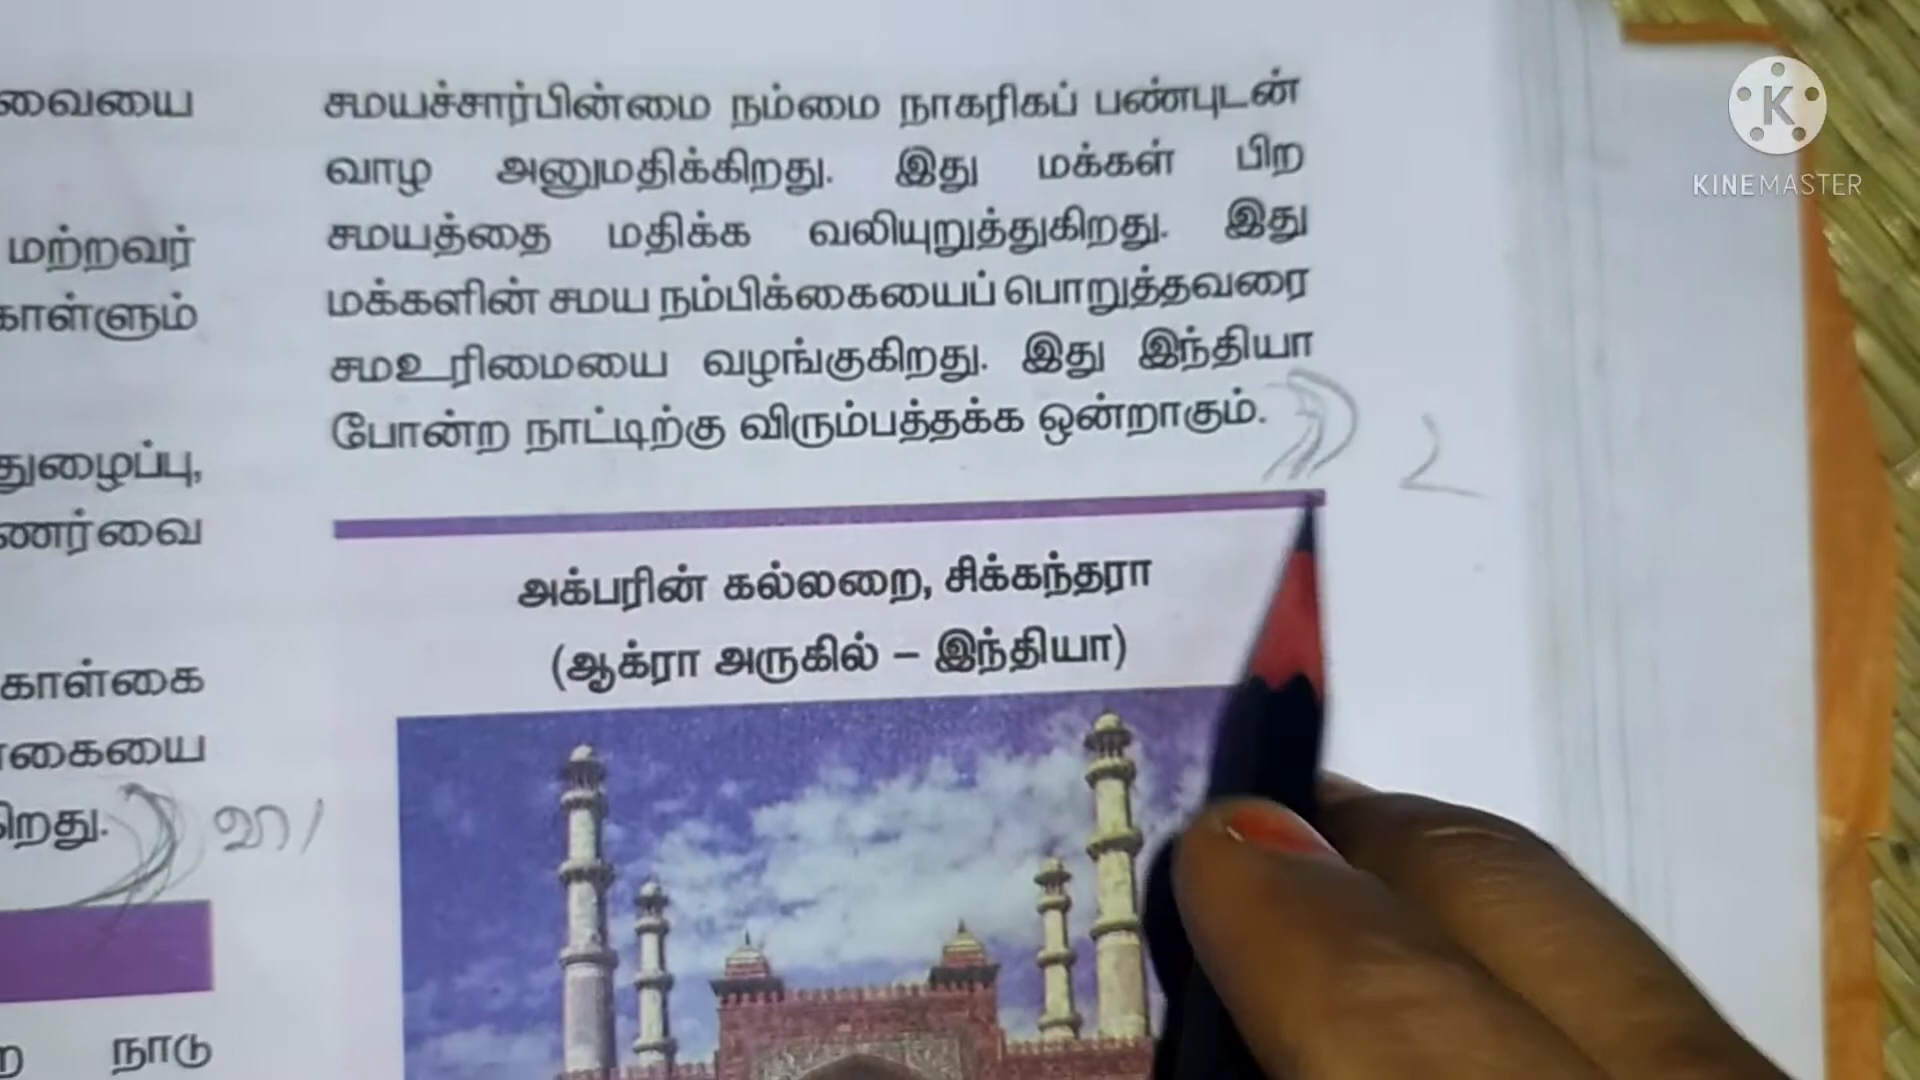 வையை
மற்றவர்
காள்ளும்
துழைப்பு,
ணர்வை
காள்கை
கையை
கிறது.
நாடு
சமயச்சார்பின்மை நம்மை நாகரிகப் பண்புடன்
வாழ அனுமதிக்கிறது. இது மக்கள் பிற
சமயத்தை மதிக்க வலியுறுத்துகிறது. இது
மக்களின் சமய நம்பிக்கையைப் பொறுத்தவரை
சமஉரிமையை வழங்குகிறது. இது இந்தியா
போன்ற நாட்டிற்கு விரும்பத்தக்க ஒன்றாகும்.
அக்பரின் கல்லறை, சிக்கந்தரா
(ஆக்ரா அருகில் – இந்தியா)
K
KINEMASTER